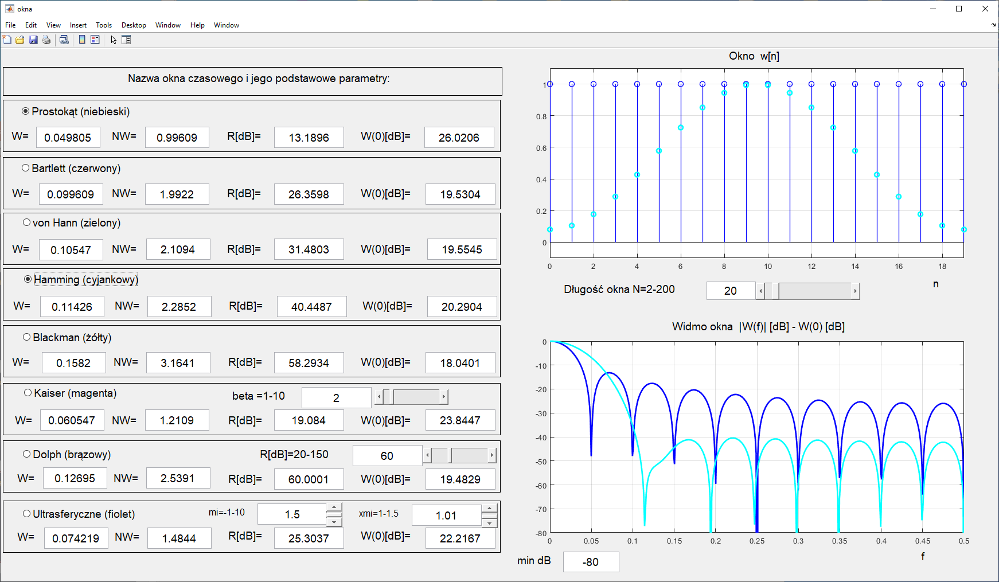 okna
File Edit View Insert Tools Desktop Window Help Window
Nazwa okna czasowego i jego podstawowe parametry:
Prostokąt (niebieski)
W= 0.049805 NW= 0.99609 R[dB]= 13.1896 W(0)[dB]= 26.0206
Bartlett (czerwony)
W= 0.099609 NW= 1.9922 R[dB]= 26.3598 W(0)[dB]= 19.5304
von Hann (zielony)
W= 0.10547 NW= 2.1094 R[dB]= 31.4803 W(0)[dB]= 19.5545
Hamming (cyjankowy)
W= 0.11426 NW= 2.2852 R[dB]= 40.4487 W(0)[dB]= 20.2904
Blackman (żółty)
W= 0.1582 NW= 3.1641 R[dB]= 58.2934 W(0)[dB]= 18.0401
Kaiser (magenta) beta =1-10 2
W= 0.060547 NW= 1.2109 R[dB]= 19.084 W(0)[dB]= 23.8447
Dolph (brązowy) R[dB]=20-150 60
W= 0.12695 NW= 2.5391 R[dB]= 60.0001 W(0)[dB]= 19.4829
Ultrasferyczne (fiolet) mi=-1-10 1.5 xmi=1-1.5 1.01
W= 0.074219 NW= 1.4844 R[dB]= 25.3037 W(0)[dB]= 22.2167
Okno w[n]
1
0.8
0.6
0.4
0.2
0
0 2 4 6 8 10 12 14 16 18
n
Długość okna N=2-200 20
Widmo okna |W(f)| [dB] - W(0) [dB]
0
-10
-20
-30
-40
-50
-60
-70
-80
0 0.05 0.1 0.15 0.2 0.25 0.3 0.35 0.4 0.45 0.5
f
min dB -80